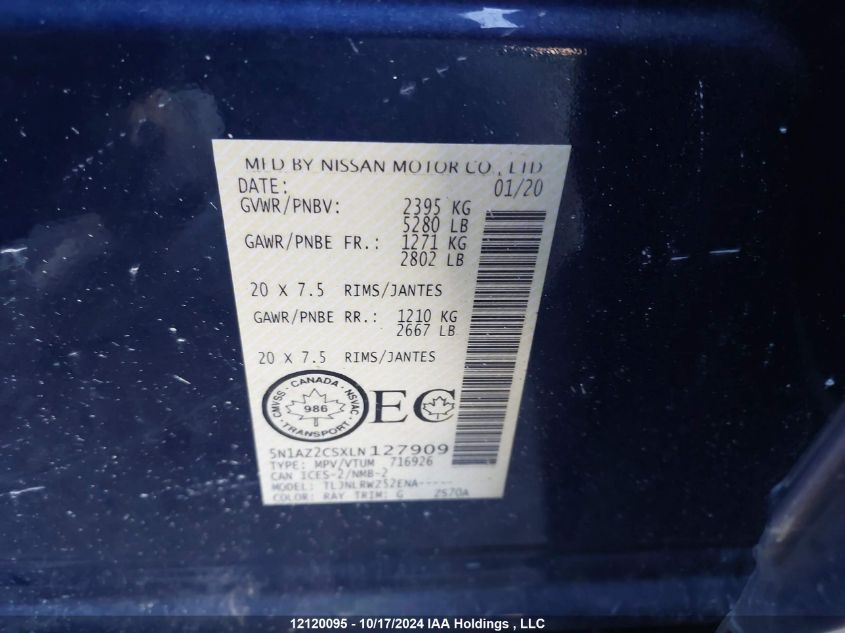 MFD BY NISSAN MOTOR CO., LTD
DATE: 01/20
GVWR/PNBV: 2395 KG
5280 LB
GAWR/PNBE FR.: 1271 KG
2802 LB
20 X 7.5 RIMS/JANTES
GAWR/PNBE RR.: 1210 KG
2667 LB
20 X 7.5 RIMS/JANTES
CMVSS · CANADA · NSVAC
986
TRANSPORT
EC
5N1AZ2CSXLN127909
TYPE: MPV/VTUM 716926
CAN ICES-2/NMB-2
MODEL: TLJNLRWZ52ENA-----
COLOR: RAY TRIM: G Z570A
12120095 - 10/17/2024 IAA Holdings , LLC